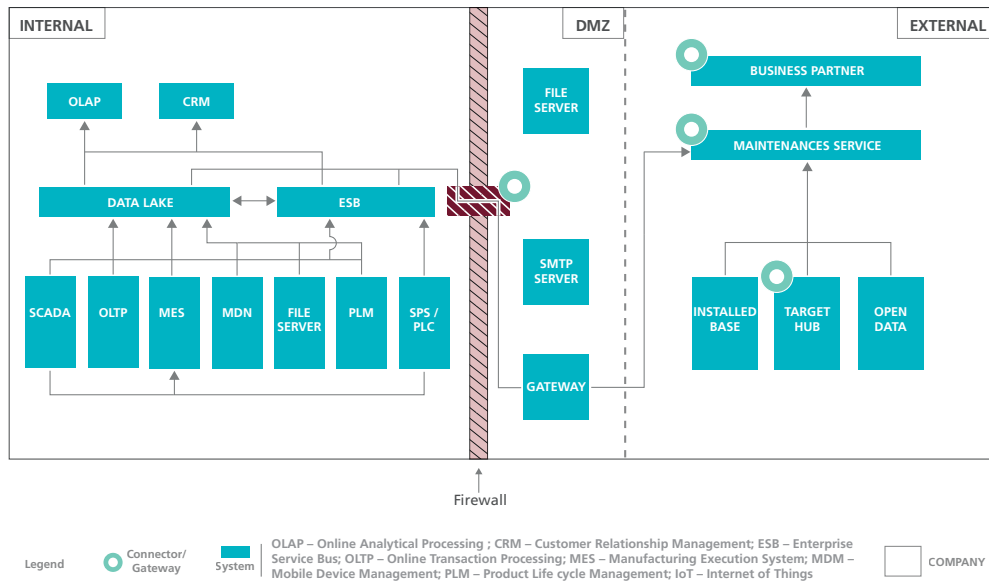 INTERNAL
DMZ
EXTERNAL
BUSINESS PARTNER
FILE
SERVER
OLAP
CRM
MAINTENANCES SERVICE
DATA LAKE
ESB
SMTP
SERVER
SCADA
OLTP
MES
MDN
FILE
SERVER
PLM
SPS /
PLC
INSTALLED
BASE
TARGET
HUB
OPEN
DATA
GATEWAY
Firewall
Legend
Connector/
Gateway
System
OLAP – Online Analytical Processing ; CRM – Customer Relationship Management; ESB – Enterprise
Service Bus; OLTP – Online Transaction Processing; MES – Manufacturing Execution System; MDM –
Mobile Device Management; PLM – Product Life cycle Management; IoT – Internet of Things
COMPANY